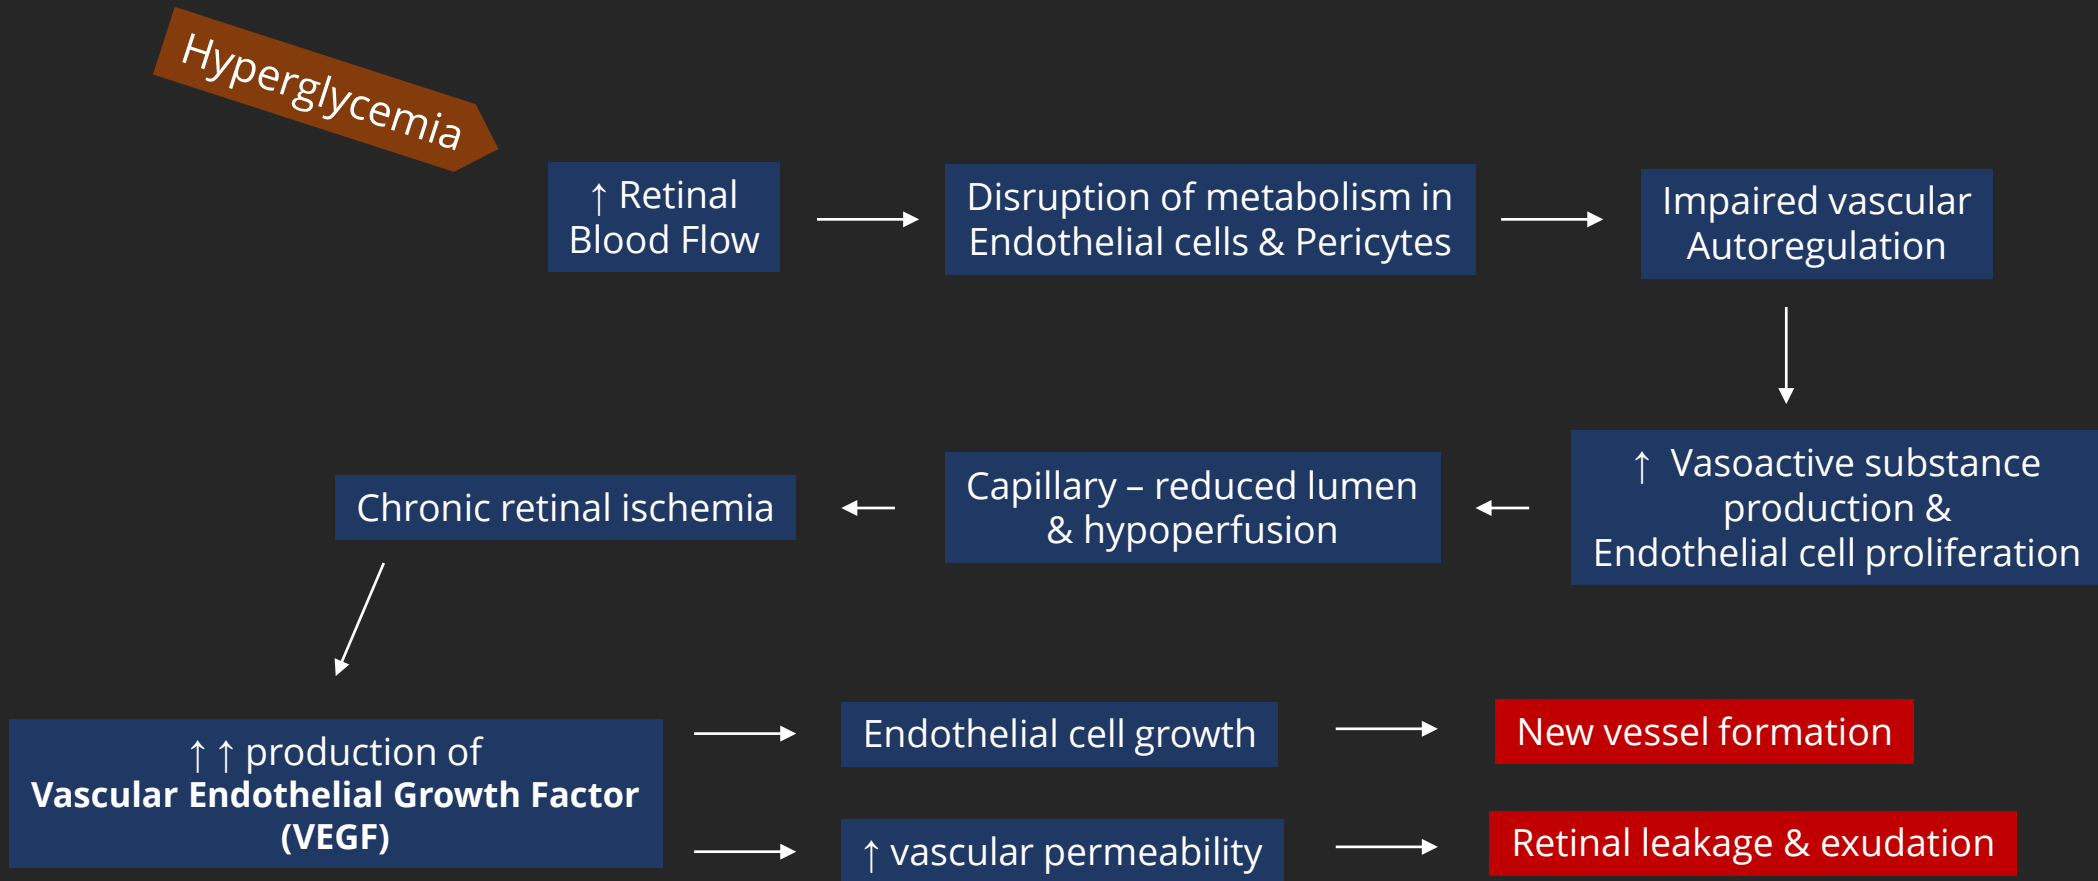 Hyperglycemia
↑ Retinal
Blood Flow
Disruption of metabolism in
Endothelial cells & Pericytes
Impaired vascular
Autoregulation
↑ Vasoactive substance
production &
Endothelial cell proliferation
Capillary – reduced lumen
& hypoperfusion
Chronic retinal ischemia
↑ ↑ production of
Vascular Endothelial Growth Factor
(VEGF)
Endothelial cell growth
New vessel formation
↑ vascular permeability
Retinal leakage & exudation